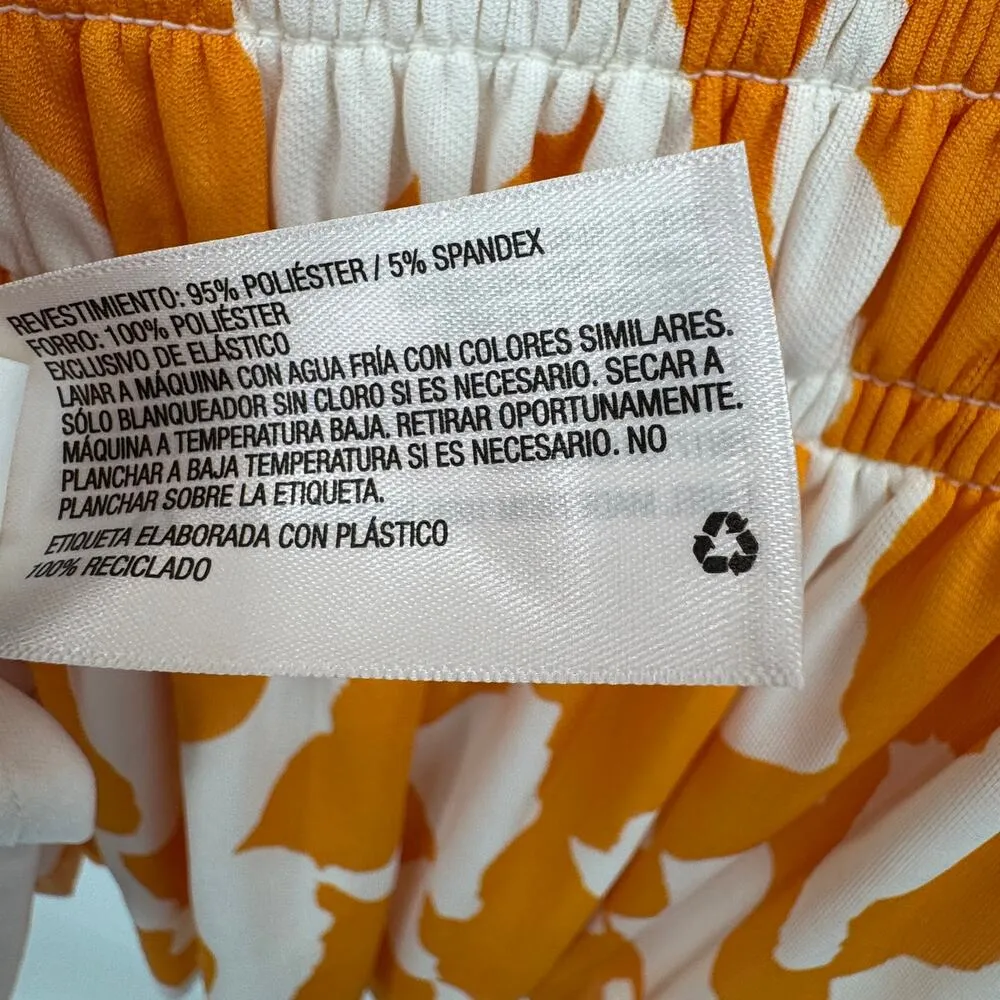 REVESTIMIENTO: 95% POLIÉSTER / 5% SPANDEX
FORRO: 100% POLIÉSTER
EXCLUSIVO DE ELÁSTICO
LAVAR A MÁQUINA CON AGUA FRÍA CON COLORES SIMILARES.
SÓLO BLANQUEADOR SIN CLORO SI ES NECESARIO. SECAR A
MÁQUINA A TEMPERATURA BAJA. RETIRAR OPORTUNAMENTE.
PLANCHAR A BAJA TEMPERATURA SI ES NECESARIO. NO
PLANCHAR SOBRE LA ETIQUETA.
ETIQUETA ELABORADA CON PLÁSTICO
100% RECICLADO